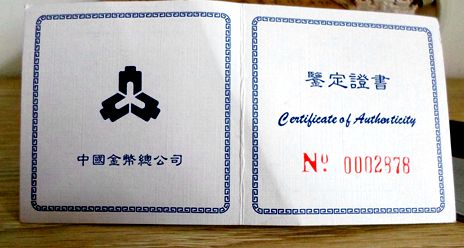 中國金幣總公司
鑒定證書
Certificate of Authenticity
Nº 0002878